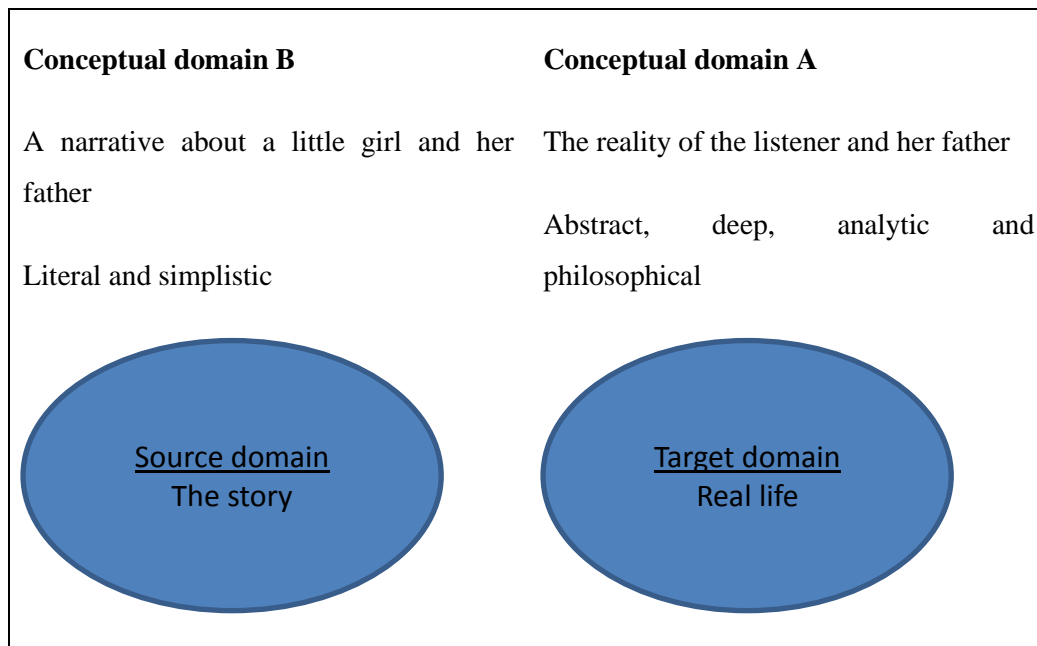 Conceptual domain B
A narrative about a little girl and her
father
Literal and simplistic
Source domain
The story
Conceptual domain A
The reality of the listener and her father
Abstract, deep, analytic and
philosophical
Target domain
Real life